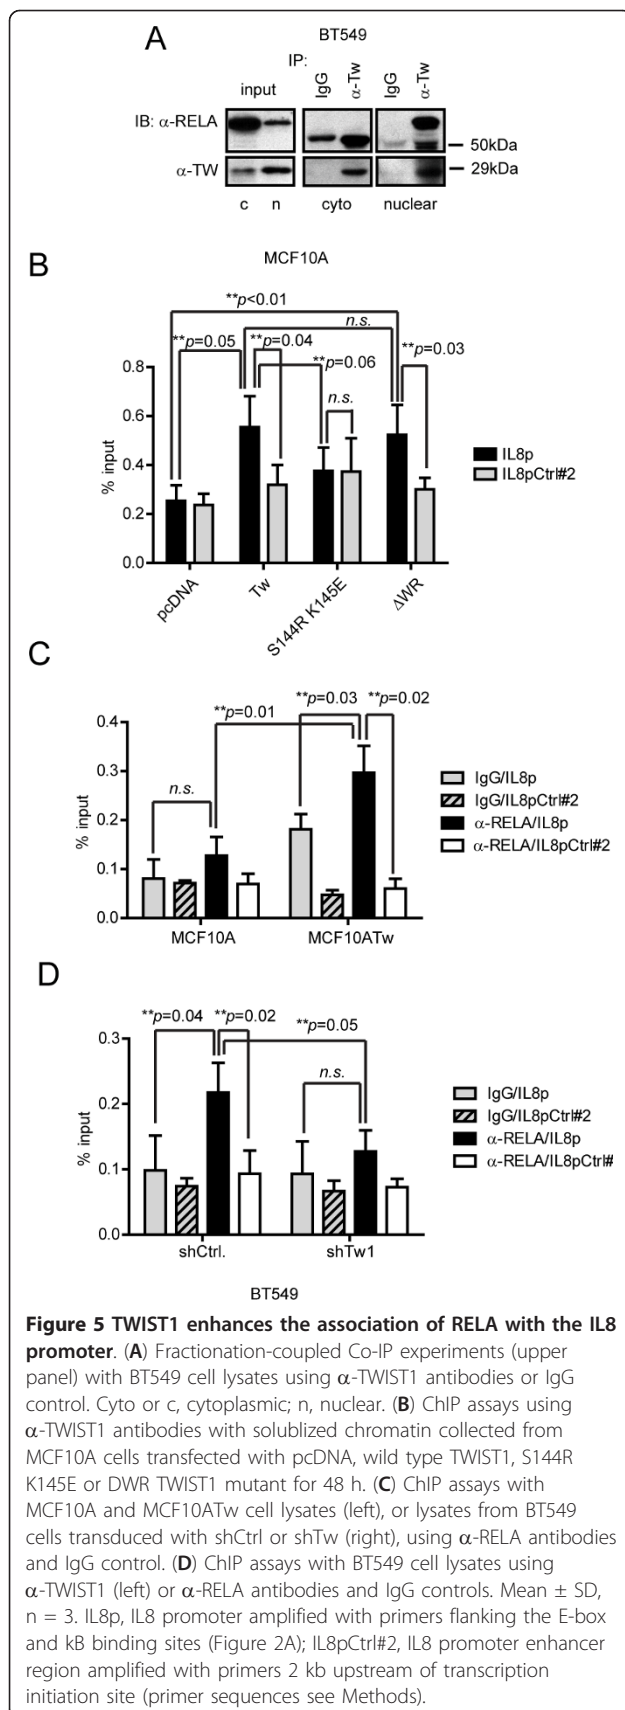 A
BT549
IP:
IgG
α-Tw
IgG
α-Tw
input
IB: α-RELA
50kDa
α-TW
29kDa
c n cyto nuclear
B
MCF10A
**p<0.01
n.s.
**p=0.05 **p=0.04
**p=0.06
**p=0.03
n.s.
0.8
0.6
0.4
0.2
0.0
% input
IL8p
IL8pCtrl#2
pcDNA
Tw
S144R K145E
ΔWR
C
**p=0.03 **p=0.02
**p=0.01
n.s.
0.4
0.3
0.2
0.1
0.0
% input
IgG/IL8p
IgG/IL8pCtrl#2
α-RELA/IL8p
α-RELA/IL8pCtrl#2
MCF10A MCF10ATw
D
**p=0.04 **p=0.02
**p=0.05
n.s.
0.3
0.2
0.1
0.0
% input
IgG/IL8p
IgG/IL8pCtrl#2
α-RELA/IL8p
α-RELA/IL8pCtrl#
shCtrl. shTw1
BT549
Figure 5 TWIST1 enhances the association of RELA with the IL8
promoter. (A) Fractionation-coupled Co-IP experiments (upper
panel) with BT549 cell lysates using α-TWIST1 antibodies or IgG
control. Cyto or c, cytoplasmic; n, nuclear. (B) ChIP assays using
α-TWIST1 antibodies with solublized chromatin collected from
MCF10A cells transfected with pcDNA, wild type TWIST1, S144R
K145E or DWR TWIST1 mutant for 48 h. (C) ChIP assays with
MCF10A and MCF10ATw cell lysates (left), or lysates from BT549
cells transduced with shCtrl or shTw (right), using α-RELA antibodies
and IgG control. (D) ChIP assays with BT549 cell lysates using
α-TWIST1 (left) or α-RELA antibodies and IgG controls. Mean ± SD,
n = 3. IL8p, IL8 promoter amplified with primers flanking the E-box
and kB binding sites (Figure 2A); IL8pCtrl#2, IL8 promoter enhancer
region amplified with primers 2 kb upstream of transcription
initiation site (primer sequences see Methods).